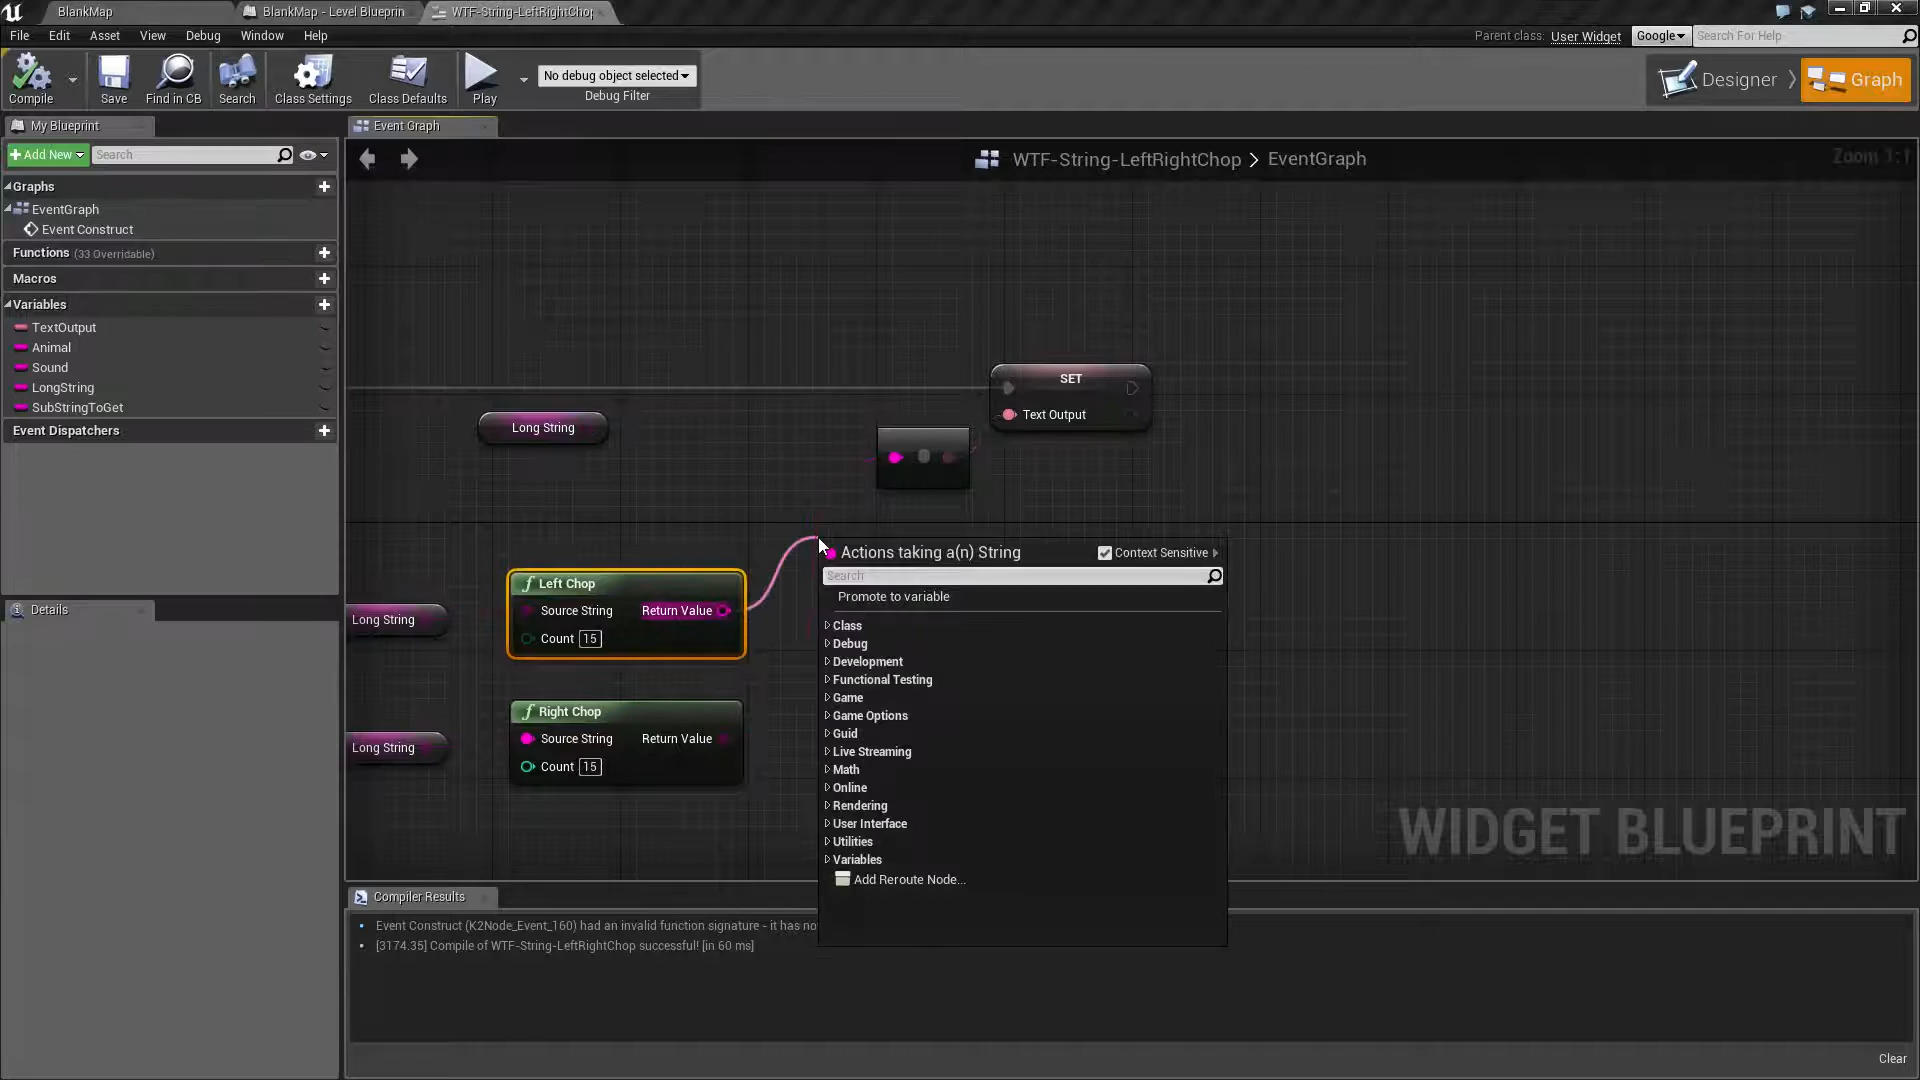 BlankMap
BlankMap - Level Blueprin
WTF-String-LeftRightChop
File
Edit
Asset
View
Debug
Window
Help
Parent class:
User Widget
Google
Search For Help
Compile
Save
Find in CB
Search
Class Settings
Class Defaults
Play
No debug object selected
Debug Filter
Designer
Graph
My Blueprint
Event Graph
Add New
Search
WTF-String-LeftRightChop > EventGraph
Zoom 1:1
Graphs
EventGraph
Event Construct
Functions (33 Overridable)
Macros
Variables
TextOutput
Animal
Sound
LongString
SubStringToGet
Event Dispatchers
Details
SET
Text Output
Long String
Left Chop
Source String
Return Value
Count 15
Long String
Right Chop
Source String
Return Value
Count 15
Long String
Actions taking a(n) String
Context Sensitive
Search
Promote to variable
Class
Debug
Development
Functional Testing
Game
Game Options
Guid
Live Streaming
Math
Online
Rendering
User Interface
Utilities
Variables
Add Reroute Node...
WIDGET BLUEPRINT
Compiler Results
Event Construct (K2Node_Event_160) had an invalid function signature - it has no
[3174.35] Compile of WTF-String-LeftRightChop successful! [in 60 ms]
Clear